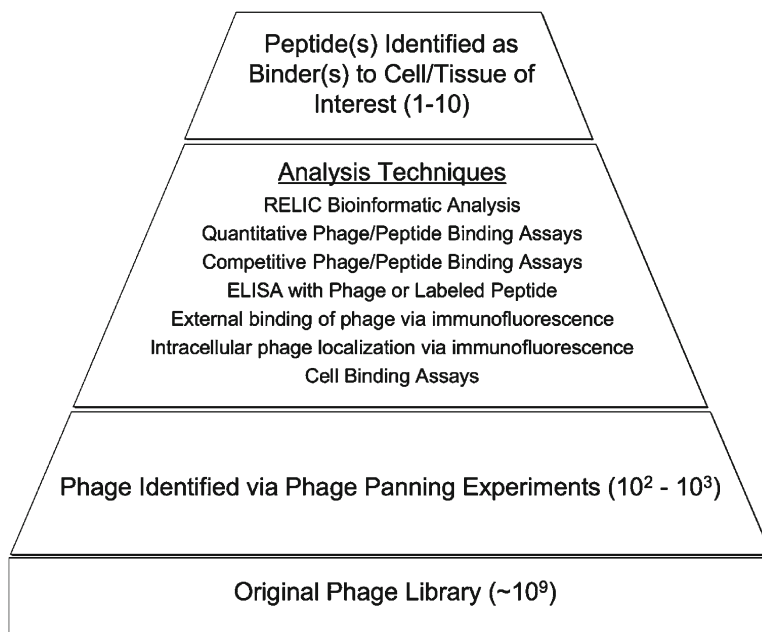 Peptide(s) Identified as
Binder(s) to Cell/Tissue of
Interest (1-10)
Analysis Techniques
RELIC Bioinformatic Analysis
Quantitative Phage/Peptide Binding Assays
Competitive Phage/Peptide Binding Assays
ELISA with Phage or Labeled Peptide
External binding of phage via immunofluorescence
Intracellular phage localization via immunofluorescence
Cell Binding Assays
Phage Identified via Phage Panning Experiments (10² - 10³)
Original Phage Library (~10⁹)